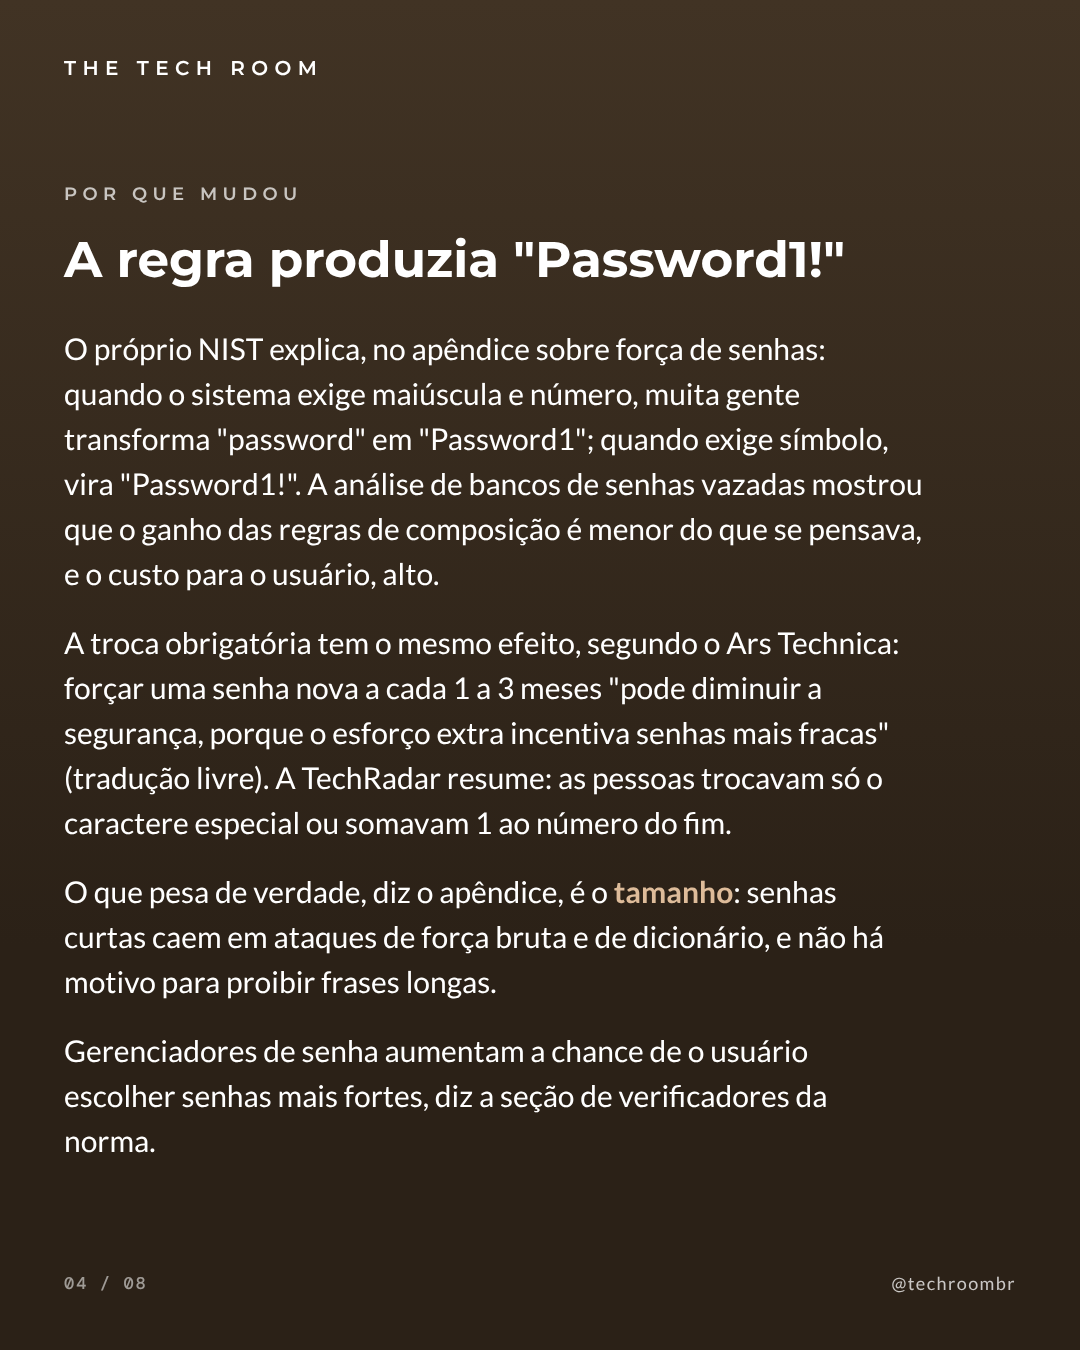 THE TECH ROOM
POR QUE MUDOU
A regra produzia "Password1!"
O próprio NIST explica, no apêndice sobre força de senhas:
quando o sistema exige maiúscula e número, muita gente
transforma "password" em "Password1"; quando exige símbolo,
vira "Password1!". A análise de bancos de senhas vazadas mostrou
que o ganho das regras de composição é menor do que se pensava,
e o custo para o usuário, alto.
A troca obrigatória tem o mesmo efeito, segundo o Ars Technica:
forçar uma senha nova a cada 1 a 3 meses "pode diminuir a
segurança, porque o esforço extra incentiva senhas mais fracas"
(tradução livre). A TechRadar resume: as pessoas trocavam só o
caractere especial ou somavam 1 ao número do fim.
O que pesa de verdade, diz o apêndice, é o tamanho: senhas
curtas caem em ataques de força bruta e de dicionário, e não há
motivo para proibir frases longas.
Gerenciadores de senha aumentam a chance de o usuário
escolher senhas mais fortes, diz a seção de verificadores da
norma.
04 / 08
@techroombr